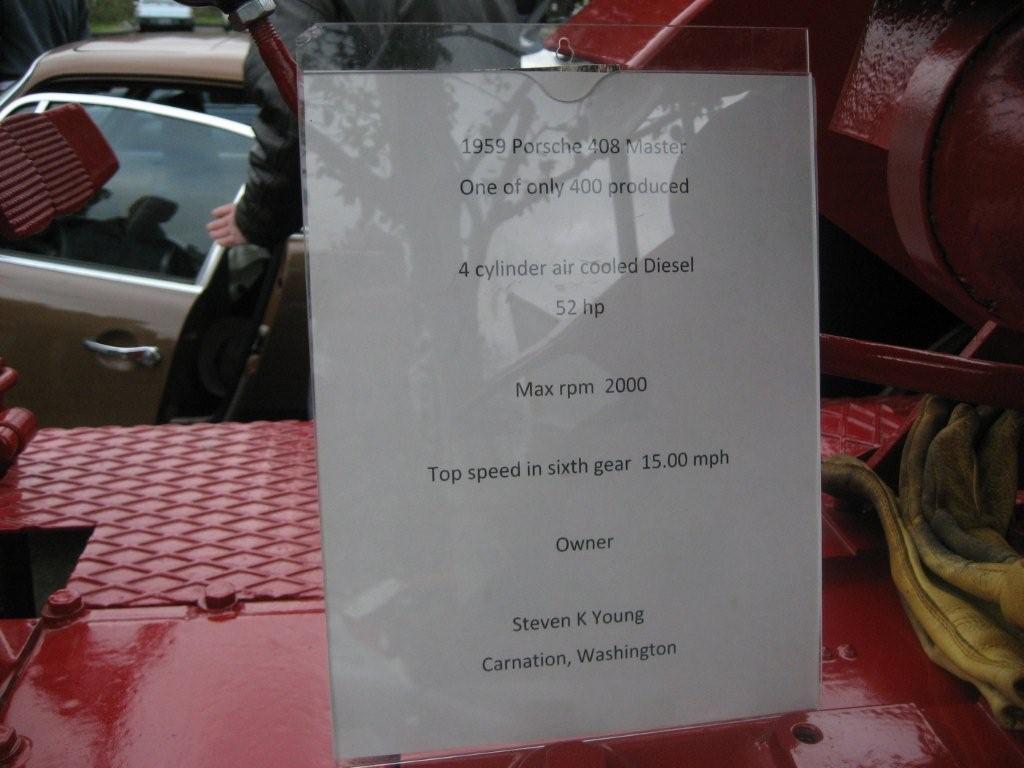 1959 Porsche 408 Master
One of only 400 produced
4 cylinder air cooled Diesel
52 hp
Max rpm 2000
Top speed in sixth gear 15.00 mph
Owner
Steven K Young
Carnation, Washington